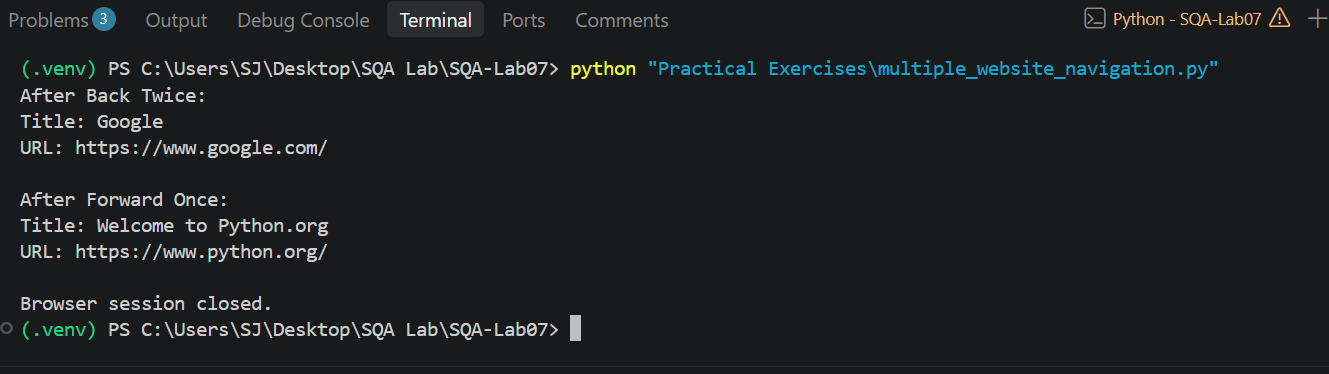 Problems 3 Output Debug Console Terminal Ports Comments Python - SQA-Lab07
(.venv) PS C:\Users\SJ\Desktop\SQA Lab\SQA-Lab07> python "Practical Exercises\multiple_website_navigation.py"
After Back Twice:
Title: Google
URL: https://www.google.com/
After Forward Once:
Title: Welcome to Python.org
URL: https://www.python.org/
Browser session closed.
(.venv) PS C:\Users\SJ\Desktop\SQA Lab\SQA-Lab07>